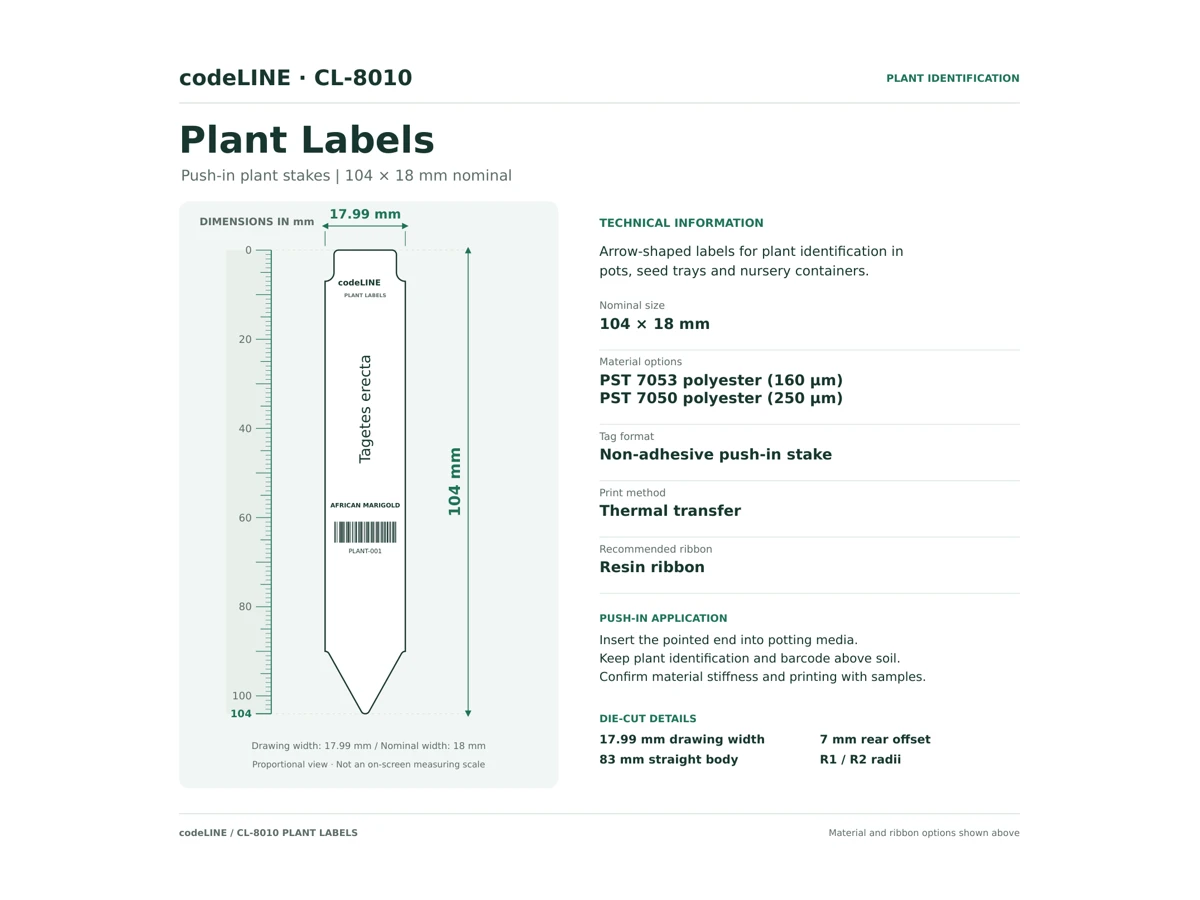 codeLINE · CL-8010
PLANT IDENTIFICATION
Plant Labels
Push-in plant stakes | 104 × 18 mm nominal
DIMENSIONS IN mm
17.99 mm
0
20
40
60
80
100
104
codeLINE
PLANT LABELS
Tagetes erecta
AFRICAN MARIGOLD
PLANT-001
104 mm
Drawing width: 17.99 mm / Nominal width: 18 mm
Proportional view · Not an on-screen measuring scale
TECHNICAL INFORMATION
Arrow-shaped labels for plant identification in
pots, seed trays and nursery containers.
Nominal size
104 × 18 mm
Material options
PST 7053 polyester (160 µm)
PST 7050 polyester (250 µm)
Tag format
Non-adhesive push-in stake
Print method
Thermal transfer
Recommended ribbon
Resin ribbon
PUSH-IN APPLICATION
Insert the pointed end into potting media.
Keep plant identification and barcode above soil.
Confirm material stiffness and printing with samples.
DIE-CUT DETAILS
17.99 mm drawing width
7 mm rear offset
83 mm straight body
R1 / R2 radii
codeLINE / CL-8010 PLANT LABELS
Material and ribbon options shown above